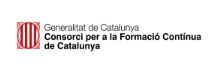 Generalitat de Catalunya
Consorci per a la Formació Contínua
de Catalunya